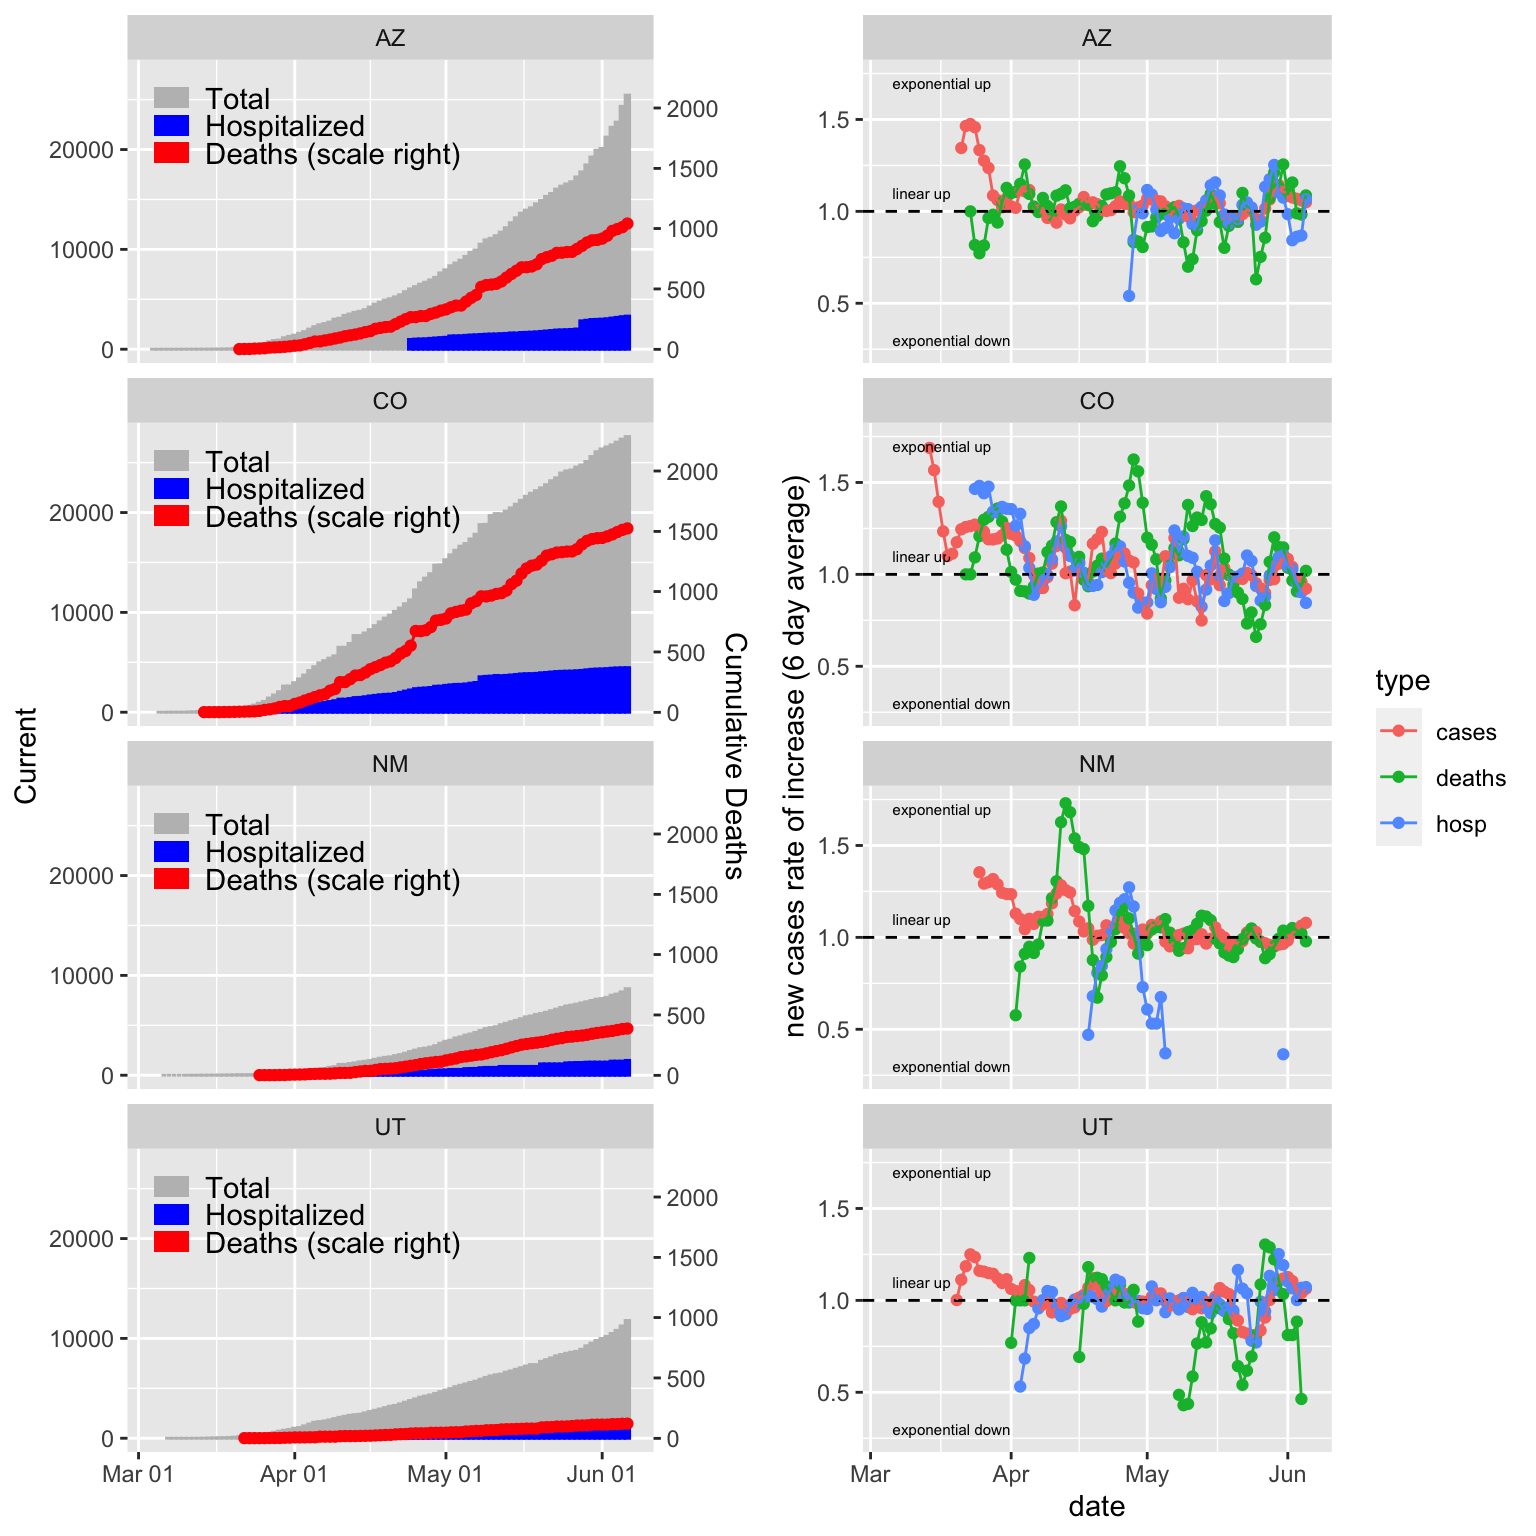 AZ
Total
Hospitalized
Deaths (scale right)
20000
10000
0
2000
1500
1000
500
0
CO
Total
Hospitalized
Deaths (scale right)
20000
10000
0
2000
1500
1000
500
0
NM
Total
Hospitalized
Deaths (scale right)
20000
10000
0
2000
1500
1000
500
0
UT
Total
Hospitalized
Deaths (scale right)
20000
10000
0
2000
1500
1000
500
0
Mar 01
Apr 01
May 01
Jun 01
Current
Cumulative Deaths
AZ
exponential up
linear up
exponential down
1.5
1.0
0.5
CO
exponential up
linear up
exponential down
1.5
1.0
0.5
NM
exponential up
linear up
exponential down
1.5
1.0
0.5
UT
exponential up
linear up
exponential down
1.5
1.0
0.5
Mar
Apr
May
Jun
date
new cases rate of increase (6 day average)
type
cases
deaths
hosp